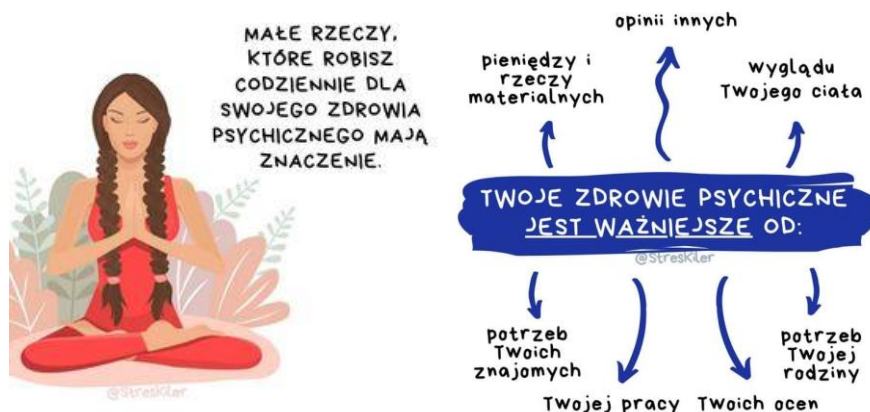 MAŁE RZECZY,
KTÓRE ROBISZ
CODZIENNIE DLA
SWOJEGO ZDROWIA
PSYCHICZNEGO MAJĄ
ZNACZENIE.
@StresKiler
opinii innych
pieniędzy i
rzeczy
materialnych
wyglądu
Twojego ciała
TWOJE ZDROWIE PSYCHICZNE
JEST WAŻNIEJSZE OD:
@StresKiler
potrzeb
Twoich
znajomych
Twojej pracy
Twoich ocen
potrzeb
Twojej
rodziny